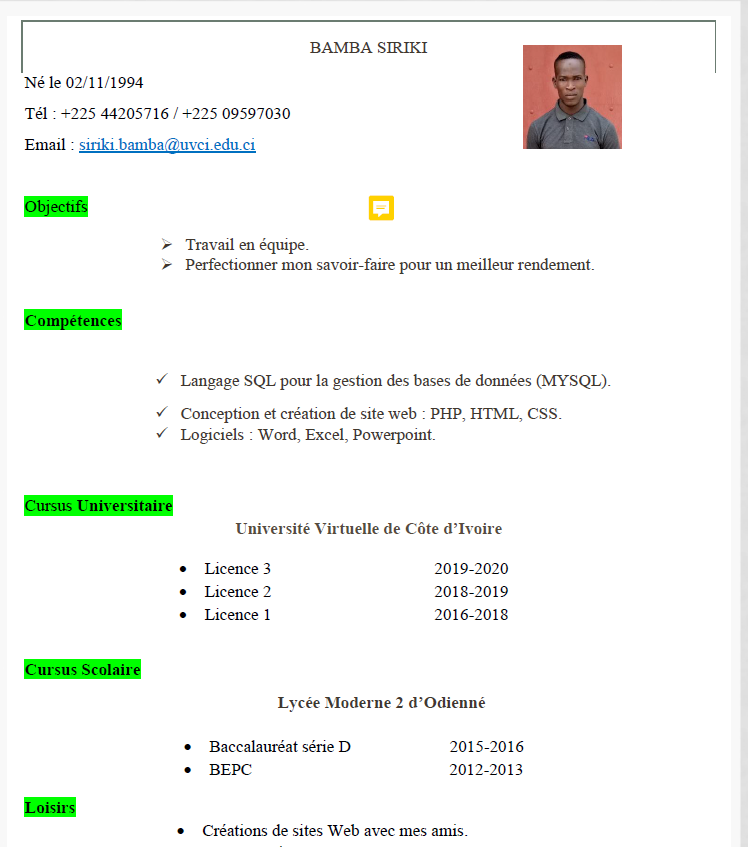 BAMBA SIRIKI
Né le 02/11/1994
Tél : +225 44205716 / +225 09597030
Email : siriki.bamba@uvci.edu.ci
Objectifs
➢ Travail en équipe.
➢ Perfectionner mon savoir-faire pour un meilleur rendement.
Compétences
✓ Langage SQL pour la gestion des bases de données (MYSQL).
✓ Conception et création de site web : PHP, HTML, CSS.
✓ Logiciels : Word, Excel, Powerpoint.
Cursus Universitaire
Université Virtuelle de Côte d’Ivoire
• Licence 3 2019-2020
• Licence 2 2018-2019
• Licence 1 2016-2018
Cursus Scolaire
Lycée Moderne 2 d’Odienné
• Baccalauréat série D 2015-2016
• BEPC 2012-2013
Loisirs
• Créations de sites Web avec mes amis.